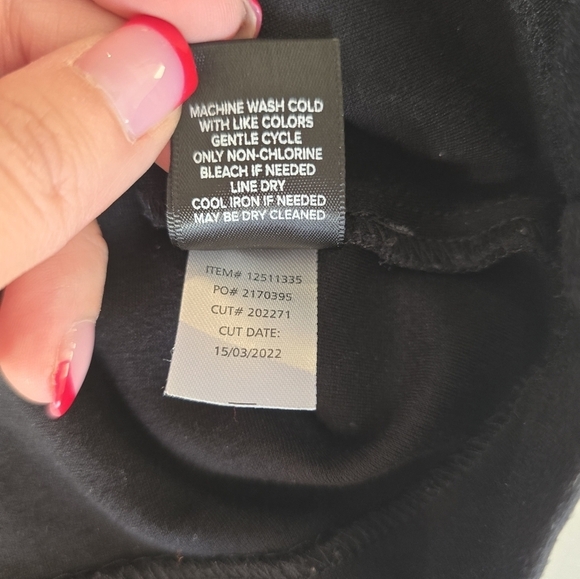 MACHINE WASH COLD
WITH LIKE COLORS
GENTLE CYCLE
ONLY NON-CHLORINE
BLEACH IF NEEDED
LINE DRY
COOL IRON IF NEEDED
MAY BE DRY CLEANED
ITEM# 12511335
PO# 2170395
CUT# 202271
CUT DATE:
15/03/2022